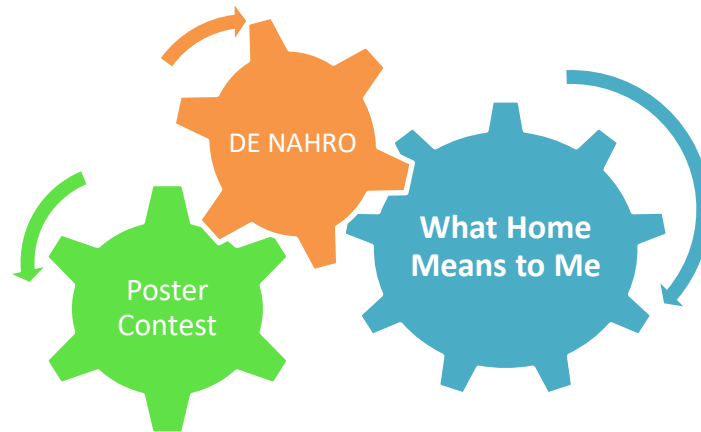 DE NAHRO
What Home
Means to Me
Poster
Contest